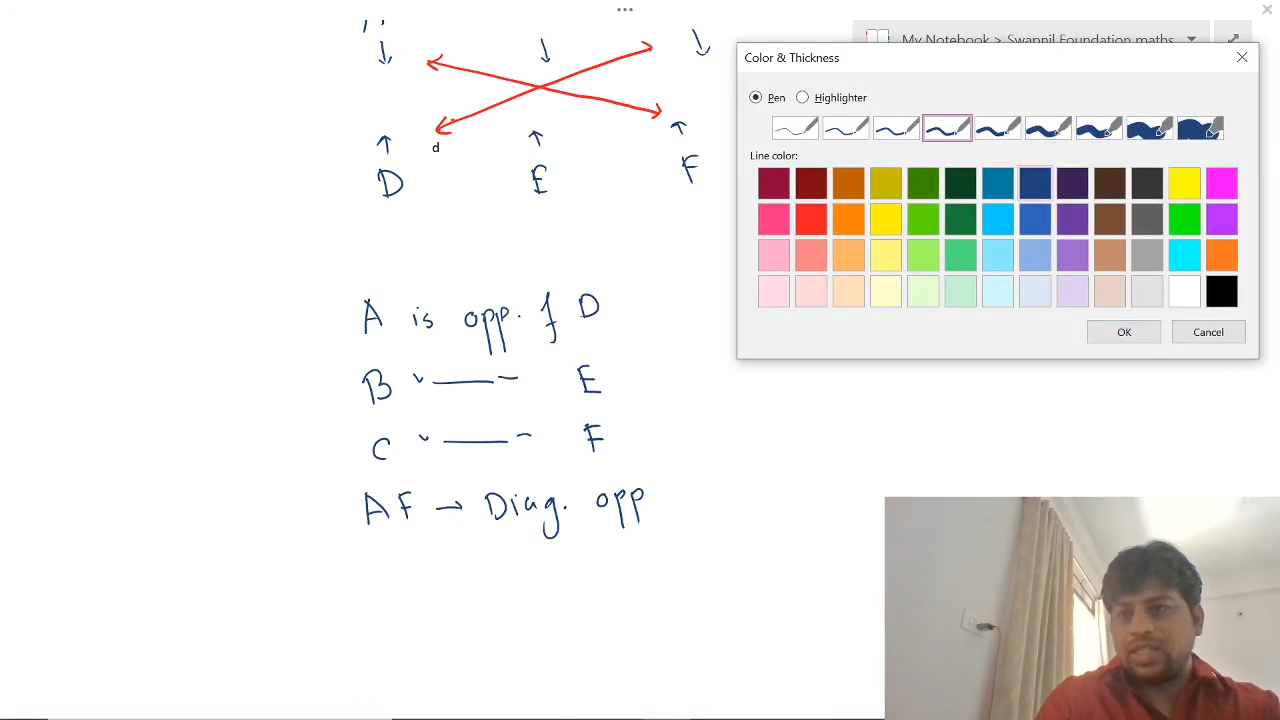 My Notebook > Swapnil Foundation maths
Color & Thickness
Pen
Highlighter
Line color:
OK
Cancel
d
D E F
A is opp. of D
B " — " E
C " — " F
AF → Diag. opp